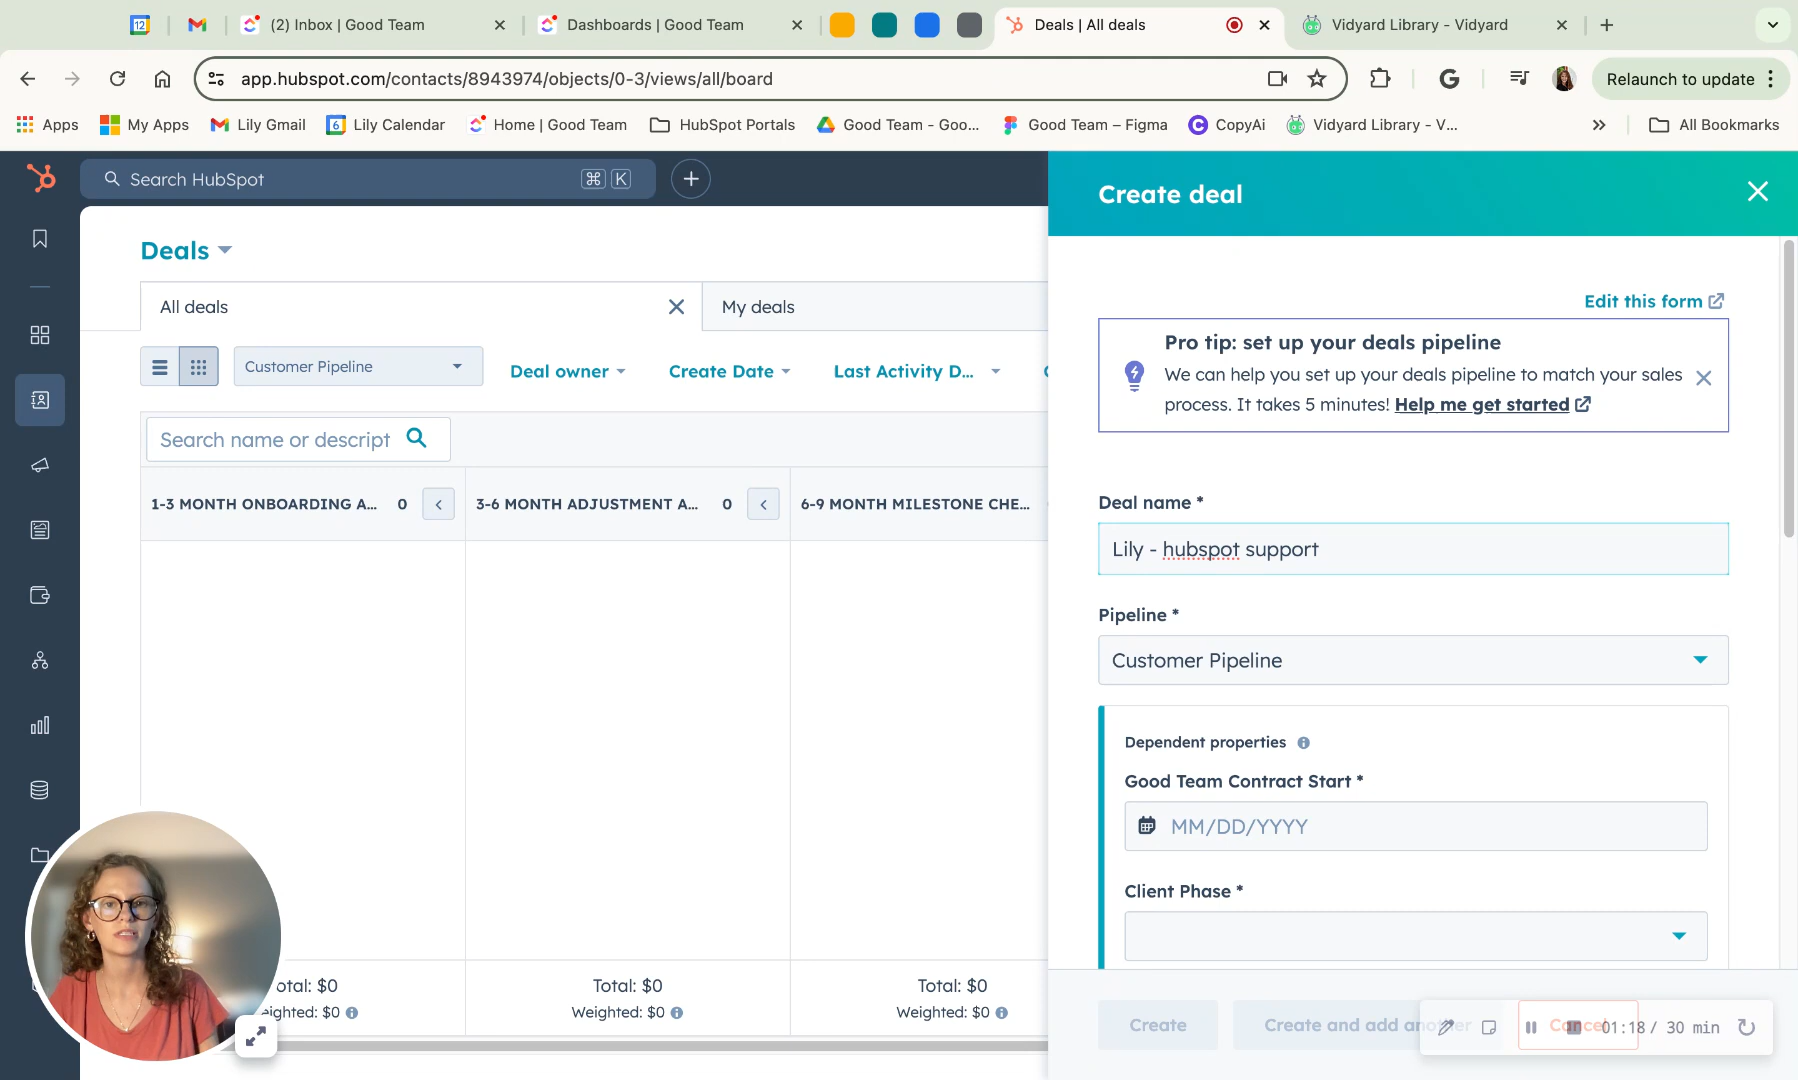 12
(2) Inbox | Good Team
Dashboards | Good Team
Deals | All deals
Vidyard Library - Vidyard
app.hubspot.com/contacts/8943974/objects/0-3/views/all/board
G
Relaunch to update
Apps
My Apps
Lily Gmail
6
Lily Calendar
Home | Good Team
HubSpot Portals
Good Team - Goo...
Good Team – Figma
CopyAi
Vidyard Library - V...
All Bookmarks
Search HubSpot
⌘ K
Create deal
Deals
All deals
My deals
Edit this form
Pro tip: set up your deals pipeline
We can help you set up your deals pipeline to match your sales
process. It takes 5 minutes! Help me get started
Customer Pipeline
Deal owner
Create Date
Last Activity D...
Search name or descript
1-3 MONTH ONBOARDING A... 0
3-6 MONTH ADJUSTMENT A... 0
6-9 MONTH MILESTONE CHE...
Deal name *
Lily - hubspot support
Pipeline *
Customer Pipeline
Dependent properties
Good Team Contract Start *
MM/DD/YYYY
Client Phase *
otal: $0
eighted: $0
Total: $0
Weighted: $0
Total: $0
Weighted: $0
Create
Create and add another
Cancel
01:18 / 30 min